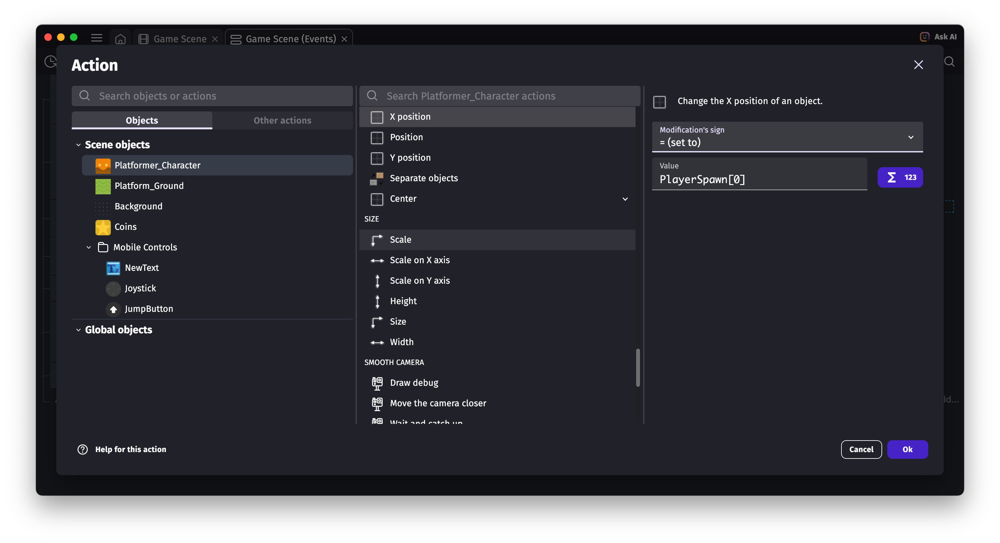 Game Scene
Game Scene (Events)
Ask AI
Action
Search objects or actions
Objects
Other actions
Scene objects
Platformer_Character
Platform_Ground
Background
Coins
Mobile Controls
NewText
Joystick
JumpButton
Global objects
Search Platformer_Character actions
X position
Position
Y position
Separate objects
Center
SIZE
Scale
Scale on X axis
Scale on Y axis
Height
Size
Width
SMOOTH CAMERA
Draw debug
Move the camera closer
Wait and catch up
Change the X position of an object.
Modification's sign
= (set to)
Value
PlayerSpawn[0]
Σ 123
Help for this action
Cancel
Ok